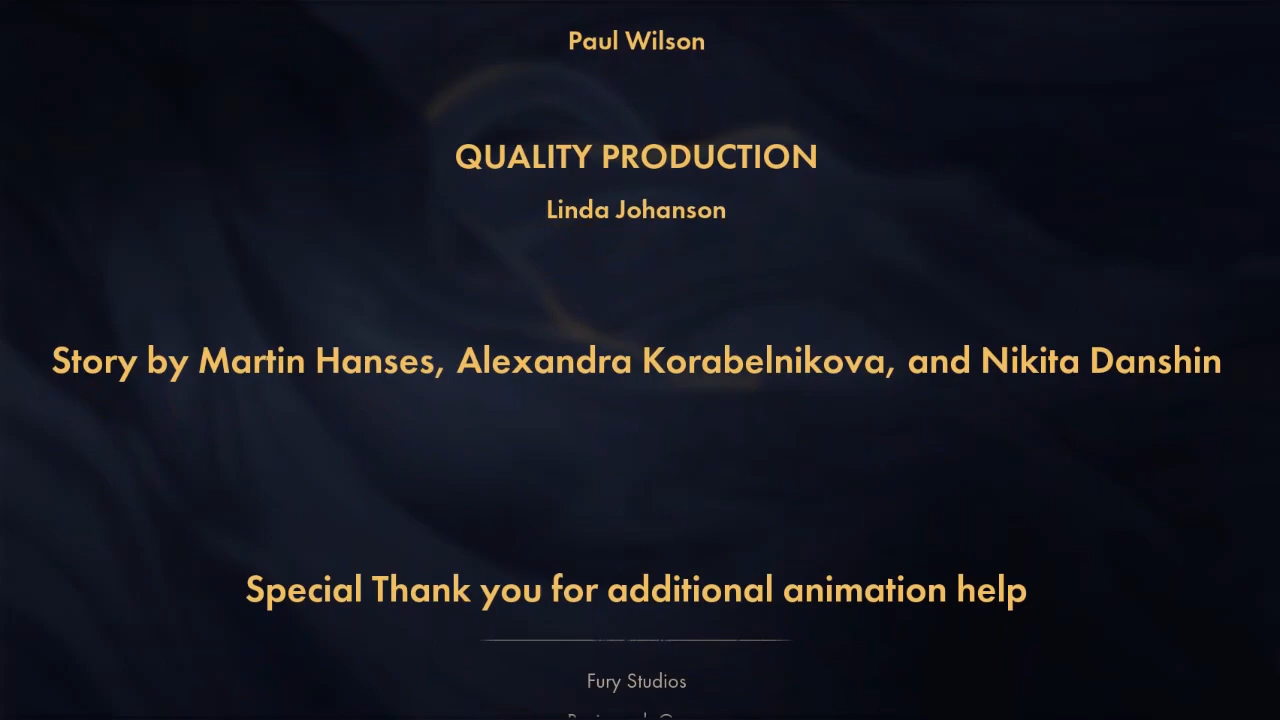 Paul Wilson
QUALITY PRODUCTION
Linda Johanson
Story by Martin Hanses, Alexandra Korabelnikova, and Nikita Danshin
Special Thank you for additional animation help
Fury Studios